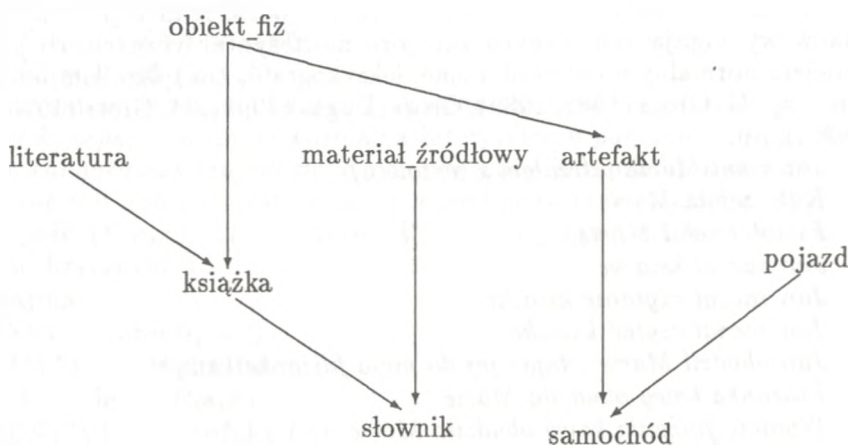 obiekt_fiz
literatura materiał_źródłowy artefakt
książka pojazd
słownik samochód